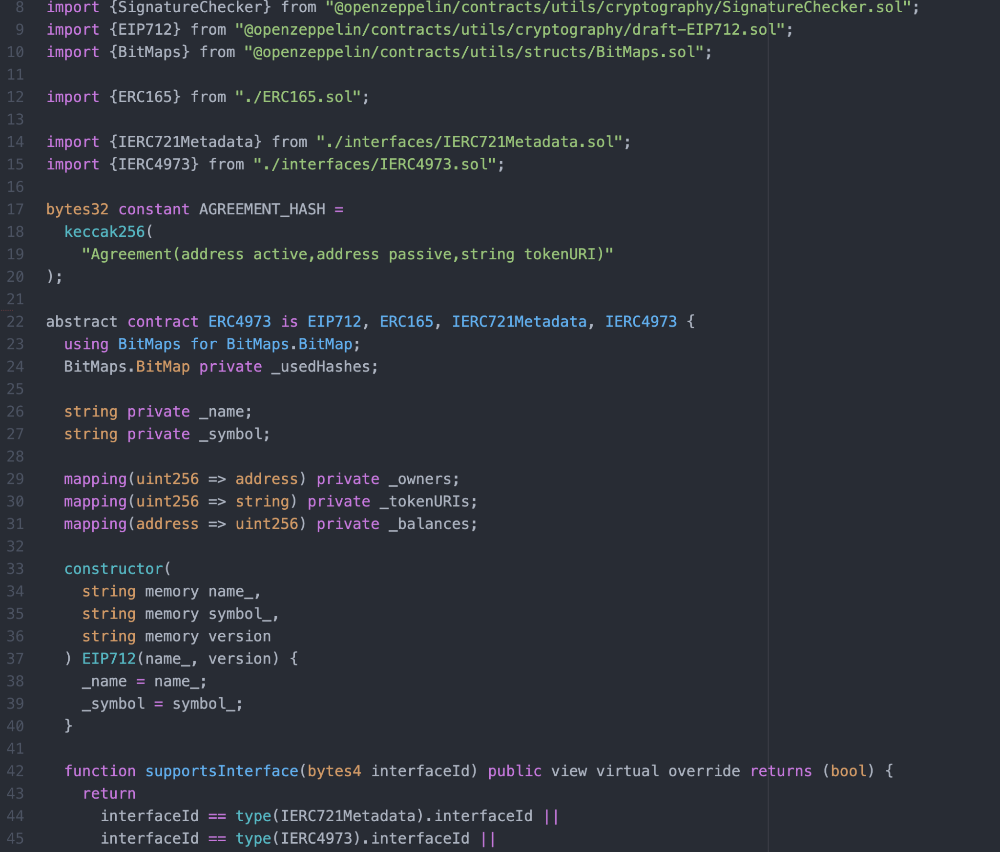 8 import {SignatureChecker} from "@openzeppelin/contracts/utils/cryptography/SignatureChecker.sol";
9 import {EIP712} from "@openzeppelin/contracts/utils/cryptography/draft-EIP712.sol";
10 import {BitMaps} from "@openzeppelin/contracts/utils/structs/BitMaps.sol";
11
12 import {ERC165} from "./ERC165.sol";
13
14 import {IERC721Metadata} from "./interfaces/IERC721Metadata.sol";
15 import {IERC4973} from "./interfaces/IERC4973.sol";
16
17 bytes32 constant AGREEMENT_HASH =
18   keccak256(
19     "Agreement(address active,address passive,string tokenURI)"
20 );
21
22 abstract contract ERC4973 is EIP712, ERC165, IERC721Metadata, IERC4973 {
23   using BitMaps for BitMaps.BitMap;
24   BitMaps.BitMap private _usedHashes;
25
26   string private _name;
27   string private _symbol;
28
29   mapping(uint256 => address) private _owners;
30   mapping(uint256 => string) private _tokenURIs;
31   mapping(address => uint256) private _balances;
32
33   constructor(
34     string memory name_,
35     string memory symbol_,
36     string memory version
37   ) EIP712(name_, version) {
38     _name = name_;
39     _symbol = symbol_;
40   }
41
42   function supportsInterface(bytes4 interfaceId) public view virtual override returns (bool) {
43     return
44       interfaceId == type(IERC721Metadata).interfaceId ||
45       interfaceId == type(IERC4973).interfaceId ||